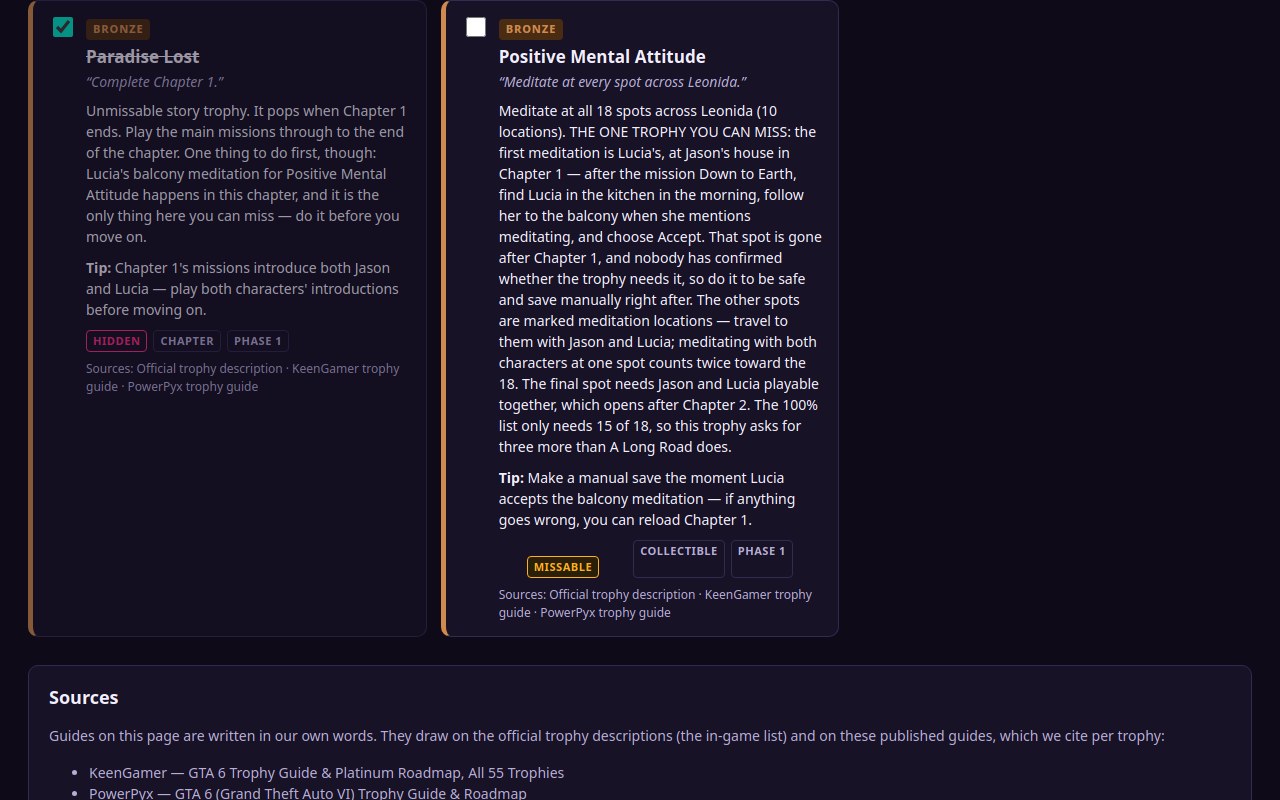 BRONZE
Paradise Lost
“Complete Chapter 1.”
Unmissable story trophy. It pops when Chapter 1
ends. Play the main missions through to the end
of the chapter. One thing to do first, though:
Lucia's balcony meditation for Positive Mental
Attitude happens in this chapter, and it is the
only thing here you can miss — do it before you
move on.
Tip: Chapter 1's missions introduce both Jason
and Lucia — play both characters' introductions
before moving on.
HIDDEN CHAPTER PHASE 1
Sources: Official trophy description · KeenGamer trophy
guide · PowerPyx trophy guide
BRONZE
Positive Mental Attitude
“Meditate at every spot across Leonida.”
Meditate at all 18 spots across Leonida (10
locations). THE ONE TROPHY YOU CAN MISS: the
first meditation is Lucia's, at Jason's house in
Chapter 1 — after the mission Down to Earth,
find Lucia in the kitchen in the morning, follow
her to the balcony when she mentions
meditating, and choose Accept. That spot is gone
after Chapter 1, and nobody has confirmed
whether the trophy needs it, so do it to be safe
and save manually right after. The other spots
are marked meditation locations — travel to
them with Jason and Lucia; meditating with both
characters at one spot counts twice toward the
18. The final spot needs Jason and Lucia playable
together, which opens after Chapter 2. The 100%
list only needs 15 of 18, so this trophy asks for
three more than A Long Road does.
Tip: Make a manual save the moment Lucia
accepts the balcony meditation — if anything
goes wrong, you can reload Chapter 1.
MISSABLE COLLECTIBLE PHASE 1
Sources: Official trophy description · KeenGamer trophy
guide · PowerPyx trophy guide
Sources
Guides on this page are written in our own words. They draw on the official trophy descriptions (the in-game list) and on these published guides, which we cite per trophy:
• KeenGamer — GTA 6 Trophy Guide & Platinum Roadmap, All 55 Trophies
• PowerPyx — GTA 6 (Grand Theft Auto VI) Trophy Guide & Roadmap